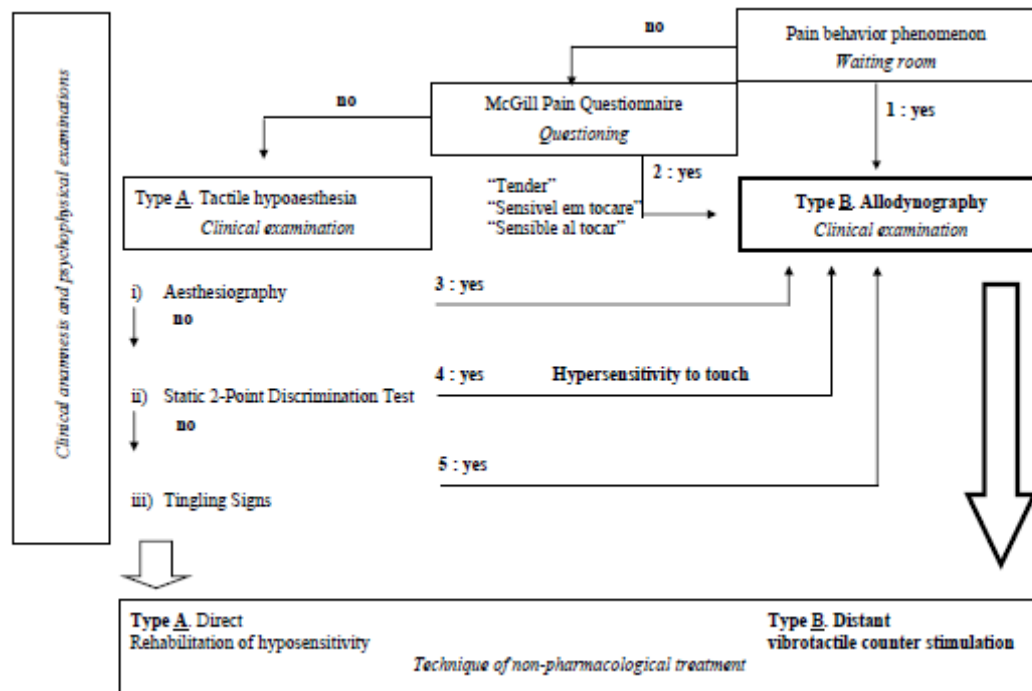 Clinical anamnesis and psychophysical examinations
no
Pain behavior phenomenon
Waiting room
no
McGill Pain Questionnaire
Questioning
1 : yes
2 : yes
Type A. Tactile hypoaesthesia
Clinical examination
“Tender”
“Sensivel em tocare”
“Sensible al tocar”
Type B. Allodynography
Clinical examination
i) Aesthesiography
no
3 : yes
ii) Static 2-Point Discrimination Test
no
4 : yes Hypersensitivity to touch
5 : yes
iii) Tingling Signs
Type A. Direct
Rehabilitation of hyposensitivity
Type B. Distant
vibrotactile counter stimulation
Technique of non-pharmacological treatment